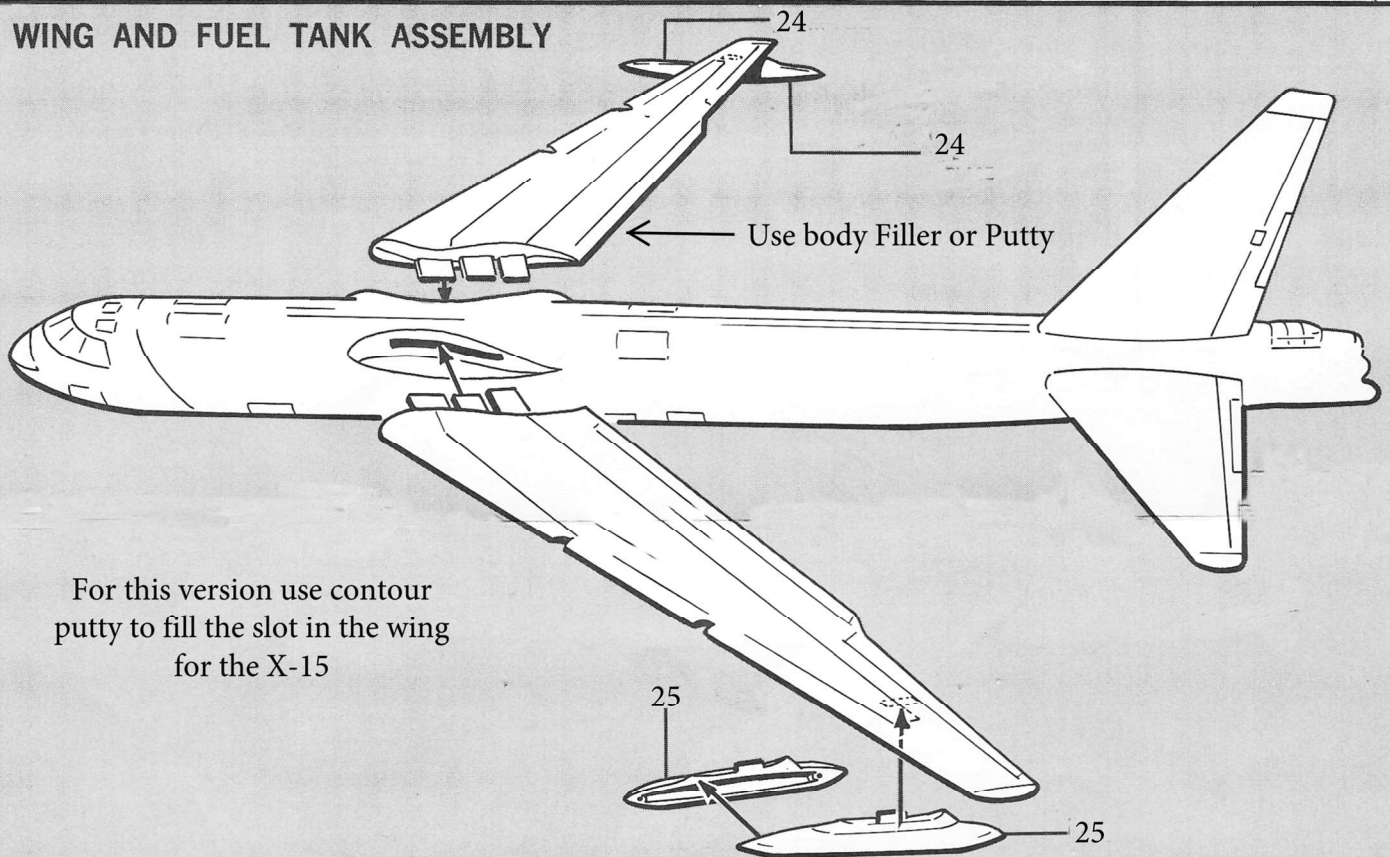 WING AND FUEL TANK ASSEMBLY
24
24
Use body Filler or Putty
For this version use contour
putty to fill the slot in the wing
for the X-15
25
25